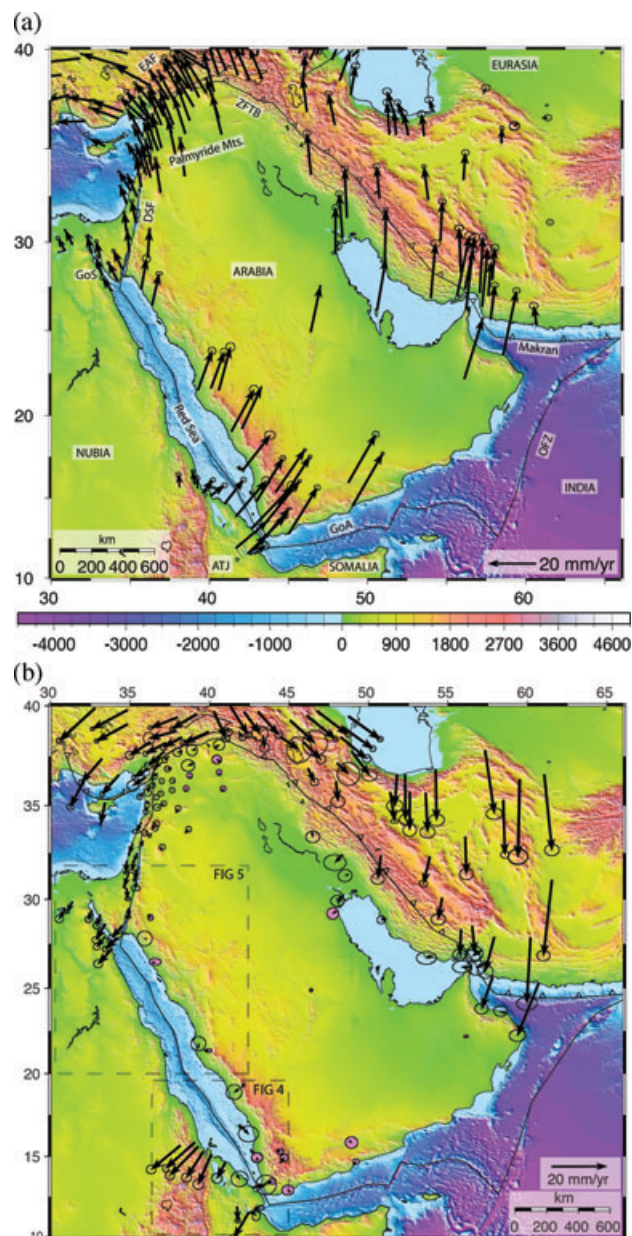 (a)
40
EAF
EURASIA
ZFTB
Palmyride Mts.
DSF
30
GoS
ARABIA
Makran
20
Red Sea
NUBIA
OFZ
INDIA
km
GoA
0 200 400 600
ATJ
SOMALIA
20 mm/yr
10
30 40 50 60
-4000 -3000 -2000 -1000 0 900 1800 2700 3600 4600
(b)
30 35 40 45 50 55 60 65
40
35
FIG 5
30
25
20
FIG 4
15
20 mm/yr
km
0 200 400 600
10